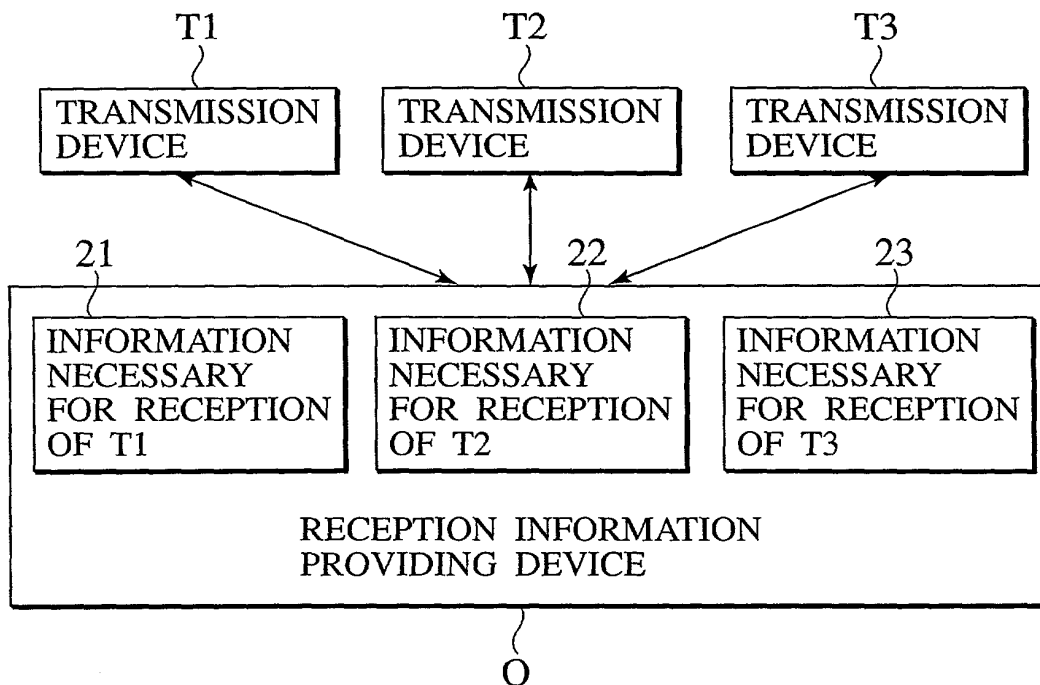 T1 T2 T3
TRANSMISSION
DEVICE
TRANSMISSION
DEVICE
TRANSMISSION
DEVICE
21 22 23
INFORMATION
NECESSARY
FOR RECEPTION
OF T1
INFORMATION
NECESSARY
FOR RECEPTION
OF T2
INFORMATION
NECESSARY
FOR RECEPTION
OF T3
RECEPTION INFORMATION
PROVIDING DEVICE
O